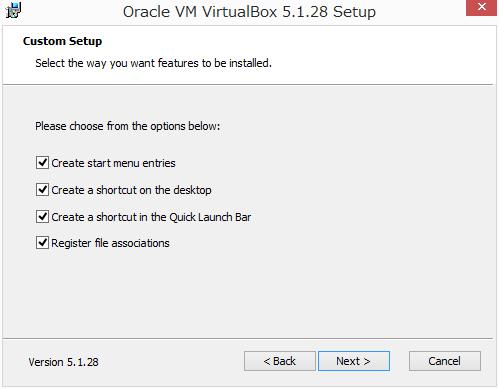 Oracle VM VirtualBox 5.1.28 Setup
Custom Setup
Select the way you want features to be installed.
Please choose from the options below:
Create start menu entries
Create a shortcut on the desktop
Create a shortcut in the Quick Launch Bar
Register file associations
Version 5.1.28
< Back
Next >
Cancel